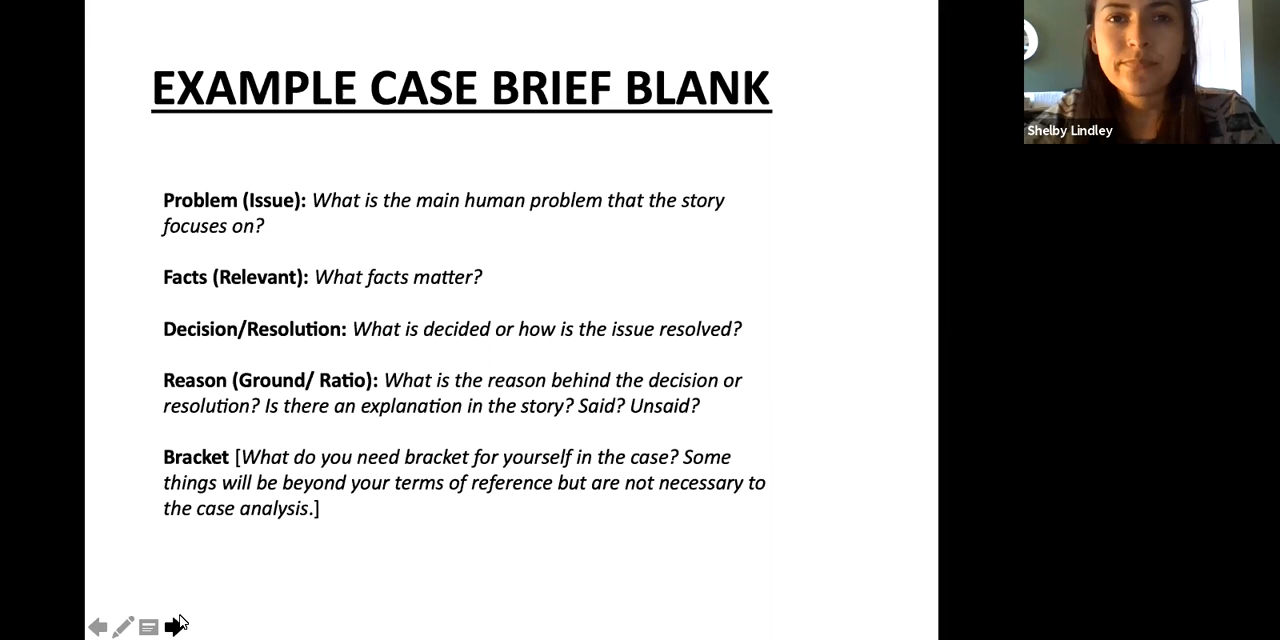 EXAMPLE CASE BRIEF BLANK
Problem (Issue): What is the main human problem that the story
focuses on?
Facts (Relevant): What facts matter?
Decision/Resolution: What is decided or how is the issue resolved?
Reason (Ground/ Ratio): What is the reason behind the decision or
resolution? Is there an explanation in the story? Said? Unsaid?
Bracket [What do you need bracket for yourself in the case? Some
things will be beyond your terms of reference but are not necessary to
the case analysis.]
Shelby Lindley